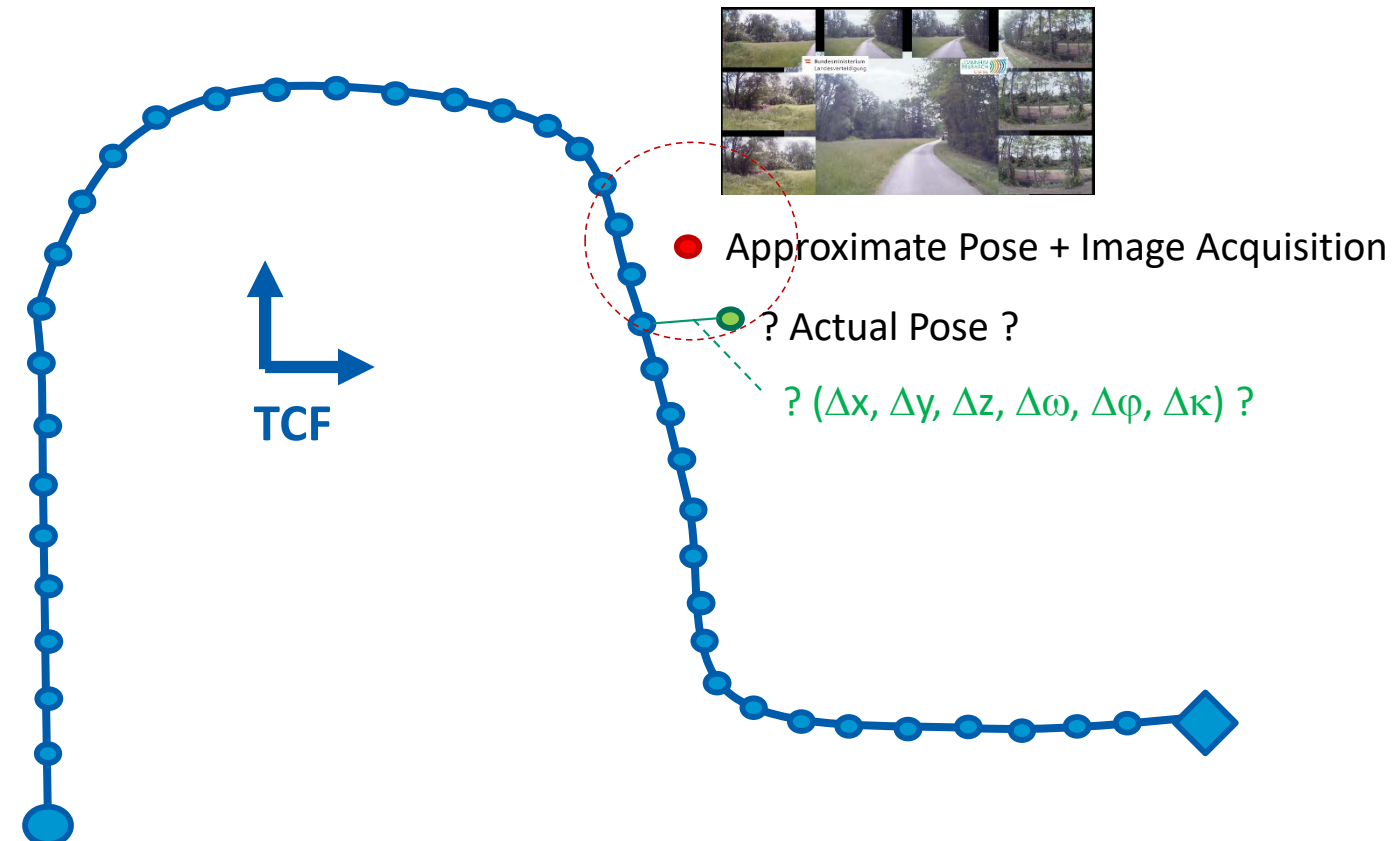 Bundesministerium
Landesverteidigung
Approximate Pose + Image Acquisition
? Actual Pose ?
? (Δx, Δy, Δz, Δω, Δφ, Δκ) ?
TCF